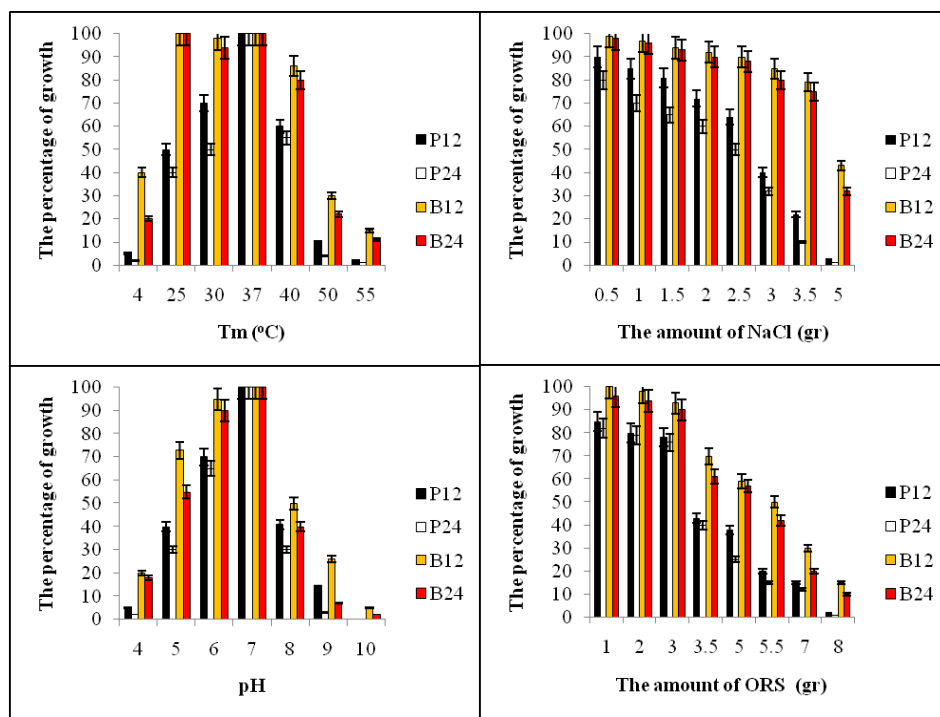 The percentage of growth
100
90
80
70
60
50
40
30
20
10
0
4 25 30 37 40 50 55
Tm (°C)
P12
P24
B12
B24
The percentage of growth
100
90
80
70
60
50
40
30
20
10
0
0.5 1 1.5 2 2.5 3 3.5 5
The amount of NaCl (gr)
P12
P24
B12
B24
The percentage of growth
100
90
80
70
60
50
40
30
20
10
0
4 5 6 7 8 9 10
pH
P12
P24
B12
B24
The percentage of growth
100
90
80
70
60
50
40
30
20
10
0
1 2 3 3.5 5 5.5 7 8
The amount of ORS (gr)
P12
P24
B12
B24